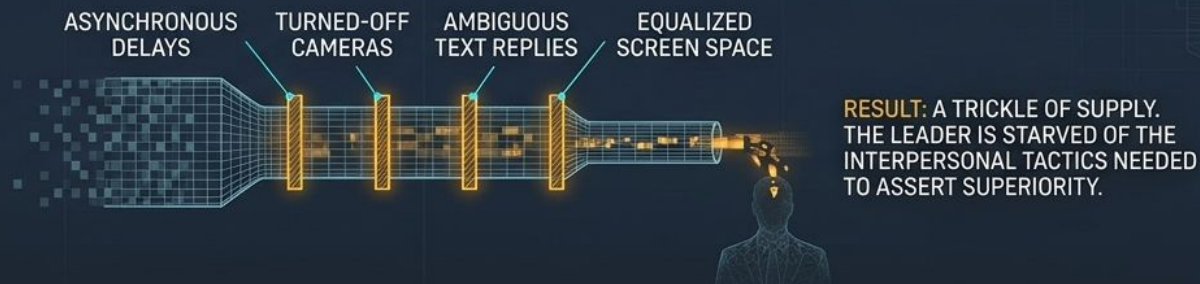 ASYNCHRONOUS
DELAYS
TURNED-OFF
CAMERAS
AMBIGUOUS
TEXT REPLIES
EQUALIZED
SCREEN SPACE
RESULT: A TRICKLE OF SUPPLY.
THE LEADER IS STARVED OF THE
INTERPERSONAL TACTICS NEEDED
TO ASSERT SUPERIORITY.